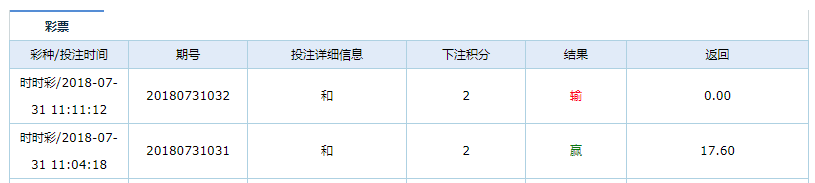 彩票
彩种/投注时间 期号 投注详细信息 下注积分 结果 返回
时时彩/2018-07-
31 11:11:12 20180731032 和 2 输 0.00
时时彩/2018-07-
31 11:04:18 20180731031 和 2 赢 17.60